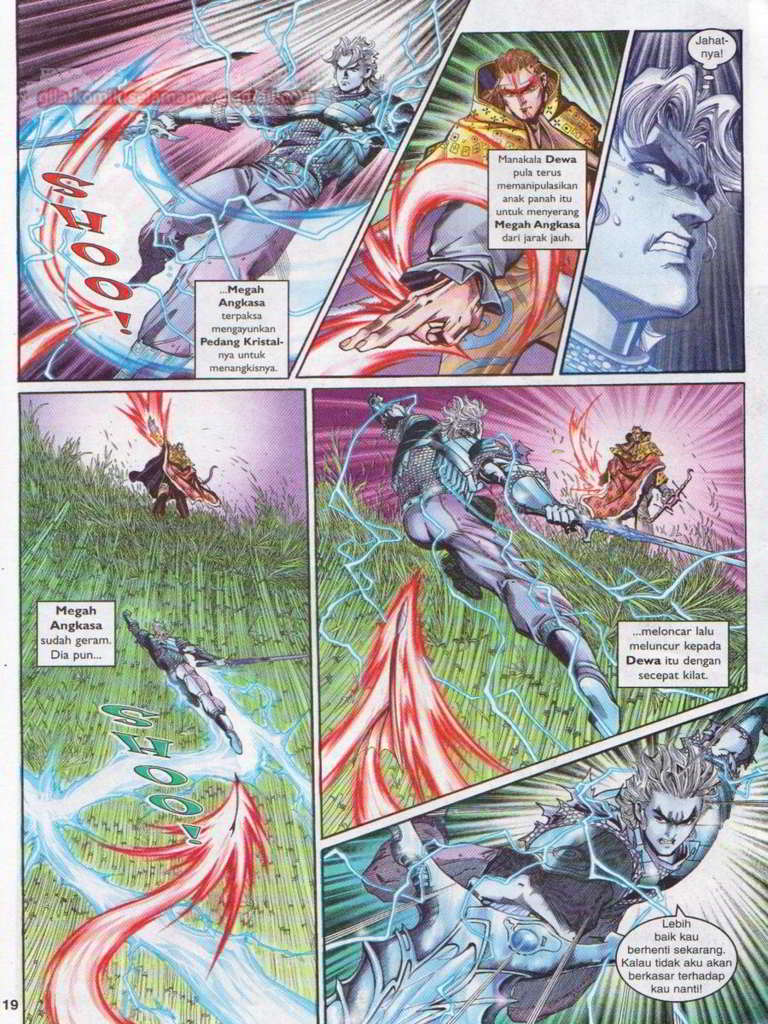 ...Megah
Angkasa
terpaksa
mengayunkan
Pedang Kristal-
nya untuk
menangkisnya.
SHOO!
Manakala Dewa
pula terus
memanipulasikan
anak panah itu
untuk menyerang
Megah Angkasa
dari jarak jauh.
Jahat-
nya!
Megah
Angkasa
sudah geram.
Dia pun...
SHOO!
...meloncar lalu
meluncur kepada
Dewa itu dengan
secepat kilat.
Lebih
baik kau
berhenti sekarang.
Kalau tidak aku akan
berkasar terhadap
kau nanti!
19